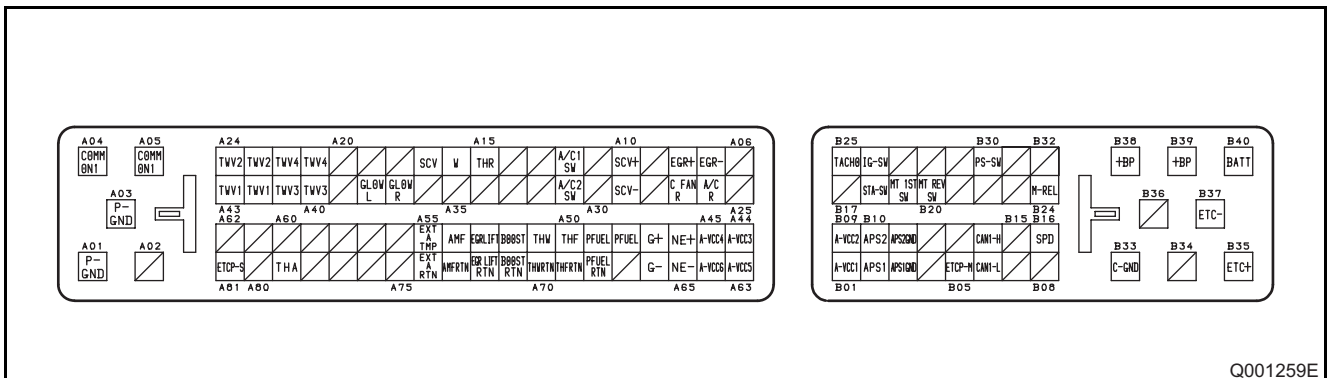 A04 A05 A24 A20 A15 A10 A06
COMM 0N1 COMM 0N1 TWV2 TWV2 TWV4 TWV4 SCV W THR A/C1 SW SCV+ EGR+ EGR-
A03
P- GND
TWV1 TWV1 TWV3 TWV3 GL0W L GL0W R A/C2 SW SCV- C FAN R A/C R
A43 A40 A35 A30 A25
A62 A60 A55 A50 A45 A44
A01 A02
P- GND
EXT A TMP AMF EGRLIFT B00ST THW THF PFUEL PFUEL G+ NE+ A-VCC4 A-VCC3
ETCP-S THA EXT A RTN AMFRTN EGR LIFT RTN B00ST RTN THWRTN THFRTN PFUEL RTN G- NE- A-VCC6 A-VCC5
A81 A80 A75 A70 A65 A63
B25 B30 B32 B38 B39 B40
TACH0 IG-SW PS-SW +BP +BP BATT
STA-SW MT 1ST SW MT REV SW M-REL
B36 B37
ETC-
B17 B20 B24
B09 B10 B15 B16
B33 B34 B35
A-VCC2 APS2 APS2GND CAN1-H SPD
C-GND ETC+
A-VCC1 APS1 APS1GND ETCP-M CAN1-L
B01 B05 B08
Q001259E